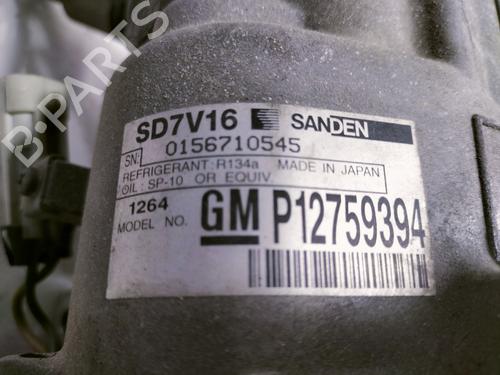 SD7V16 SANDEN
SN: 0156710545
REFRIGERANT: R134a MADE IN JAPAN
OIL: SP-10 OR EQUIV.
1264
MODEL NO. GM P12759394
B-PARTS